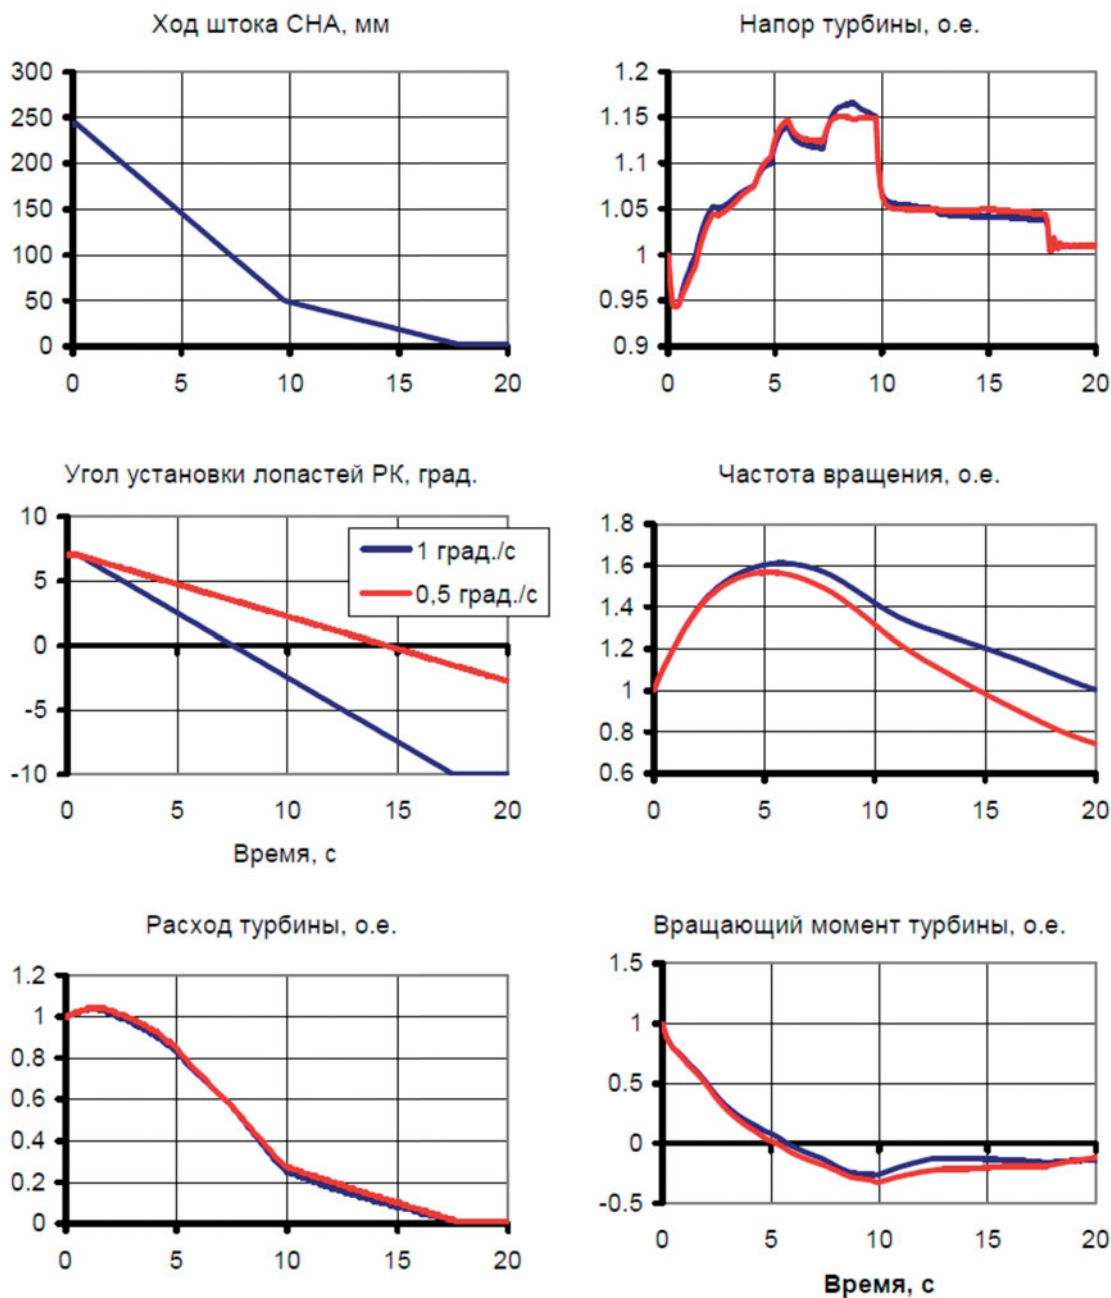 Ход штока СНА, мм
300
250
200
150
100
50
0
0 5 10 15 20
Напор турбины, о.е.
1.2
1.15
1.1
1.05
1
0.95
0.9
0 5 10 15 20
Угол установки лопастей РК, град.
10
5
0
-5
-10
1 град./с
0,5 град./с
0 5 10 15 20
Время, с
Частота вращения, о.е.
1.8
1.6
1.4
1.2
1
0.8
0.6
0 5 10 15 20
Расход турбины, о.е.
1.2
1
0.8
0.6
0.4
0.2
0
0 5 10 15 20
Вращающий момент турбины, о.е.
1.5
1
0.5
0
-0.5
0 5 10 15 20
Время, с